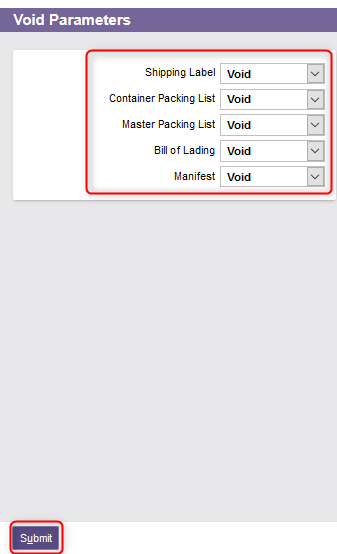 Void Parameters
Shipping Label Void
Container Packing List Void
Master Packing List Void
Bill of Lading Void
Manifest Void
Submit